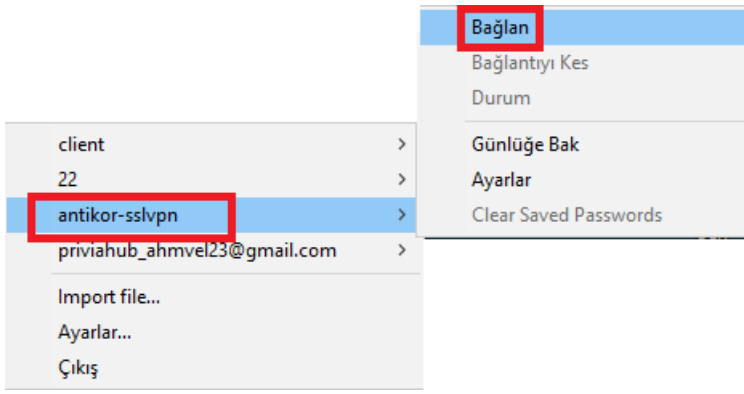 Bağlan
Bağlantıyı Kes
Durum
Günlüğe Bak
Ayarlar
Clear Saved Passwords
client
22
antikor-sslvpn
priviahub_ahmvel23@gmail.com
Import file...
Ayarlar...
Çıkış